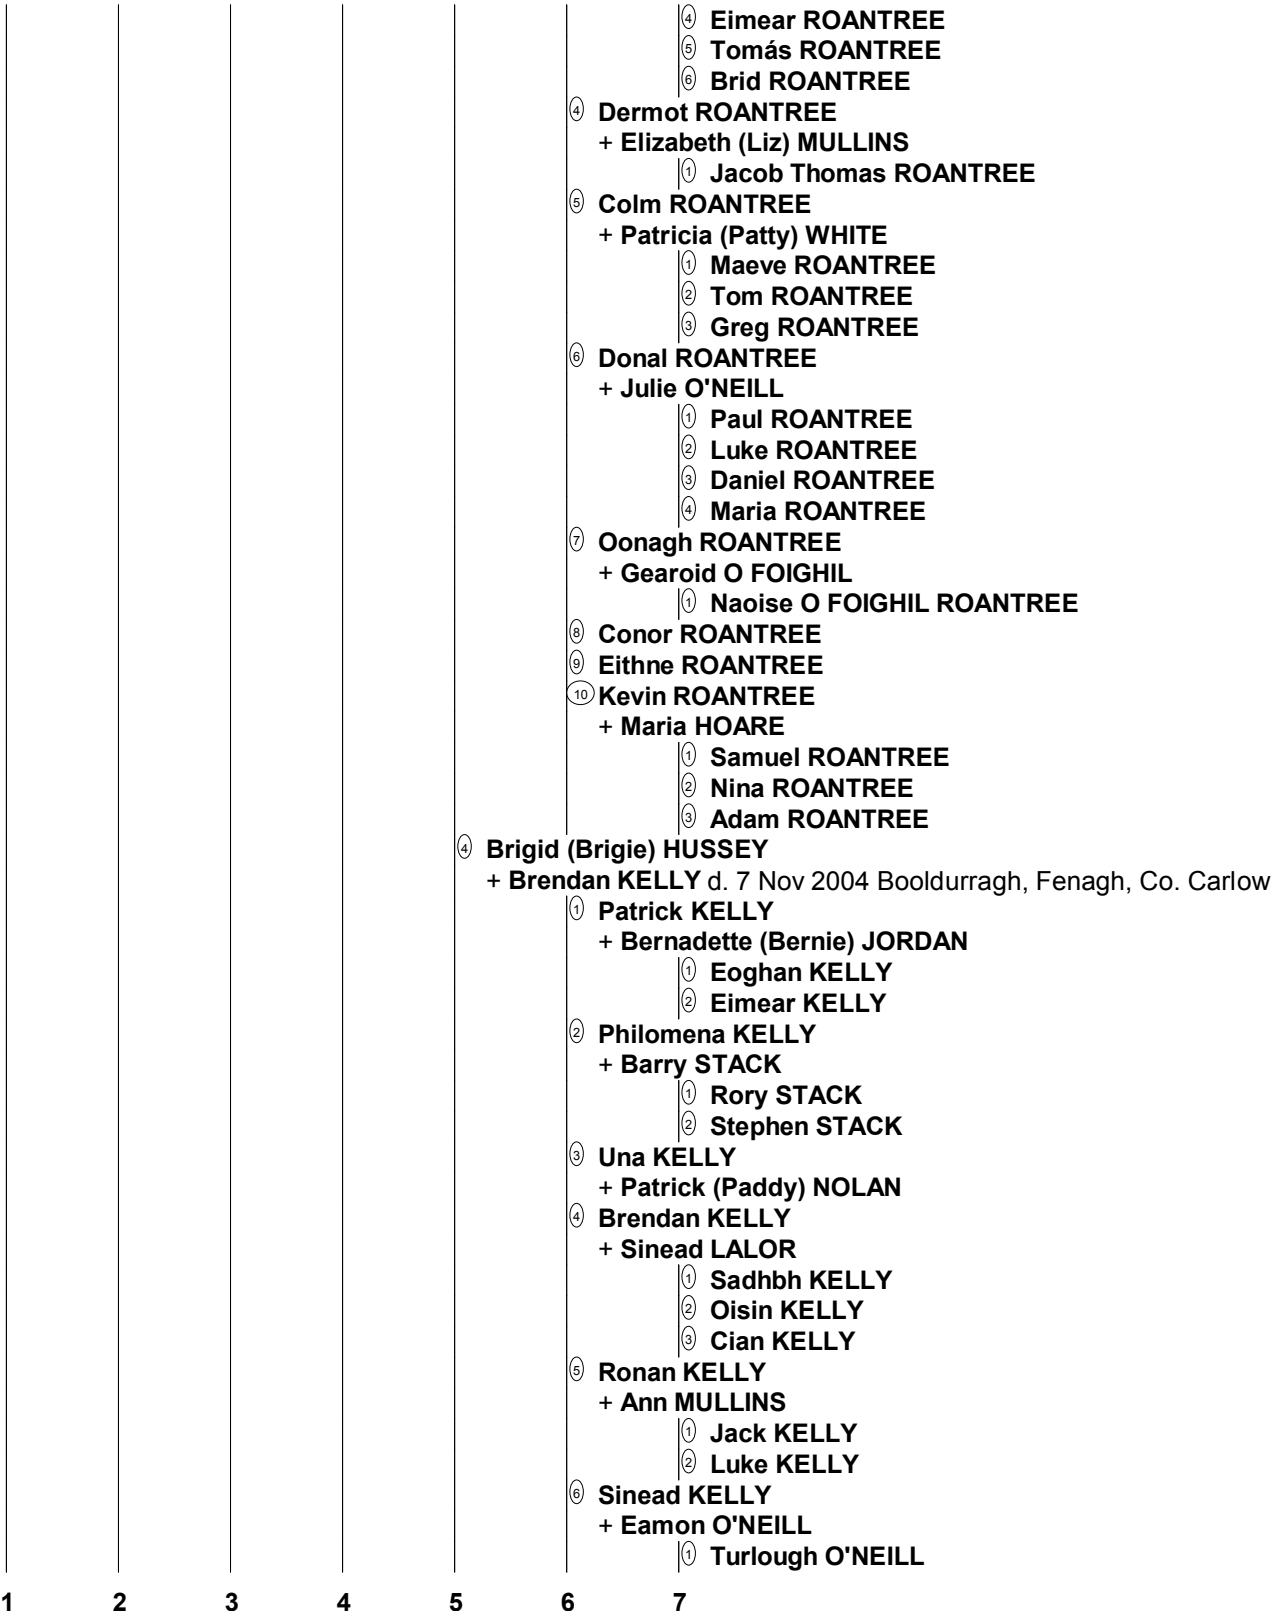 ④ Eimear ROANTREE
⑤ Tomás ROANTREE
⑥ Brid ROANTREE
④ Dermot ROANTREE
+ Elizabeth (Liz) MULLINS
① Jacob Thomas ROANTREE
⑤ Colm ROANTREE
+ Patricia (Patty) WHITE
① Maeve ROANTREE
② Tom ROANTREE
③ Greg ROANTREE
⑥ Donal ROANTREE
+ Julie O'NEILL
① Paul ROANTREE
② Luke ROANTREE
③ Daniel ROANTREE
④ Maria ROANTREE
⑦ Oonagh ROANTREE
+ Gearoid O FOIGHIL
① Naoise O FOIGHIL ROANTREE
⑧ Conor ROANTREE
⑨ Eithne ROANTREE
⑩ Kevin ROANTREE
+ Maria HOARE
① Samuel ROANTREE
② Nina ROANTREE
③ Adam ROANTREE
④ Brigid (Brigie) HUSSEY
+ Brendan KELLY d. 7 Nov 2004 Booldurragh, Fenagh, Co. Carlow
① Patrick KELLY
+ Bernadette (Bernie) JORDAN
① Eoghan KELLY
② Eimear KELLY
② Philomena KELLY
+ Barry STACK
① Rory STACK
② Stephen STACK
③ Una KELLY
+ Patrick (Paddy) NOLAN
④ Brendan KELLY
+ Sinead LALOR
① Sadhbh KELLY
② Oisin KELLY
③ Cian KELLY
⑤ Ronan KELLY
+ Ann MULLINS
① Jack KELLY
② Luke KELLY
⑥ Sinead KELLY
+ Eamon O'NEILL
① Turlough O'NEILL
1 2 3 4 5 6 7